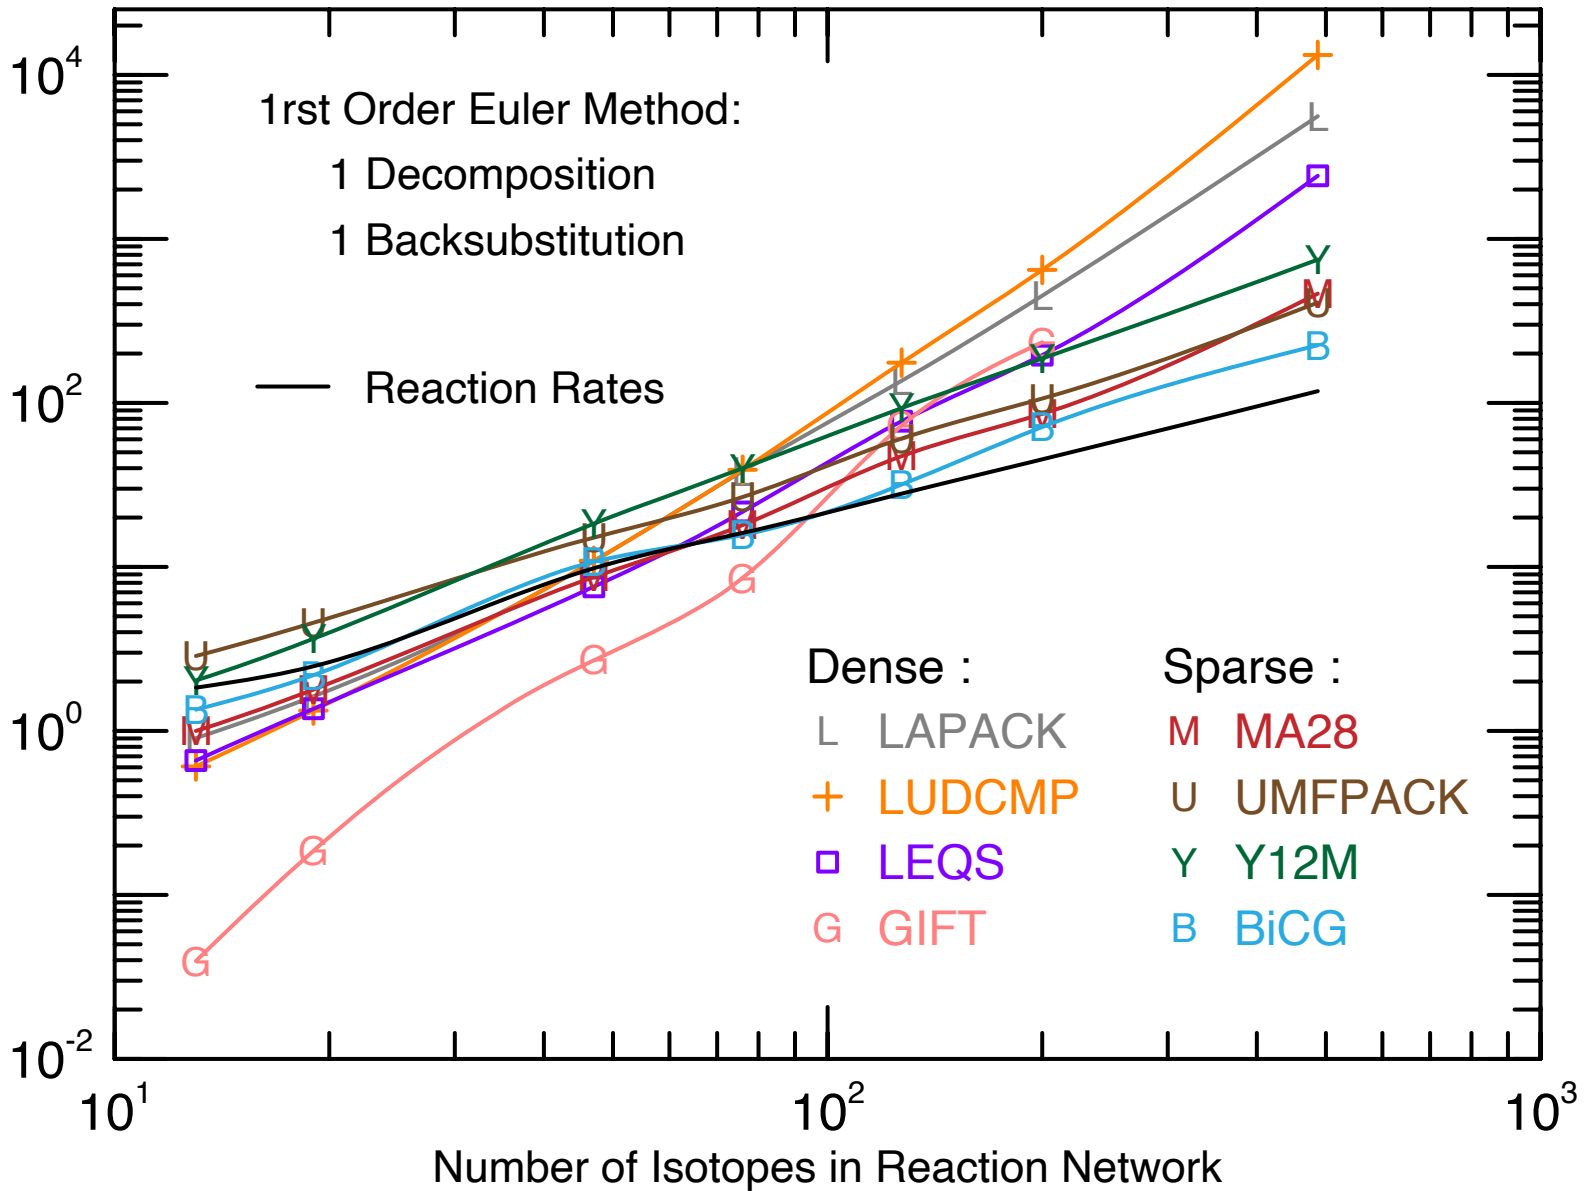 10^4
10^2
10^0
10^-2
1rst Order Euler Method:
1 Decomposition
1 Backsubstitution
Reaction Rates
Dense : Sparse :
L LAPACK M MA28
+ LUDCMP U UMFPACK
LEQS Y Y12M
G GIFT B BiCG
10^1 10^2 10^3
Number of Isotopes in Reaction Network